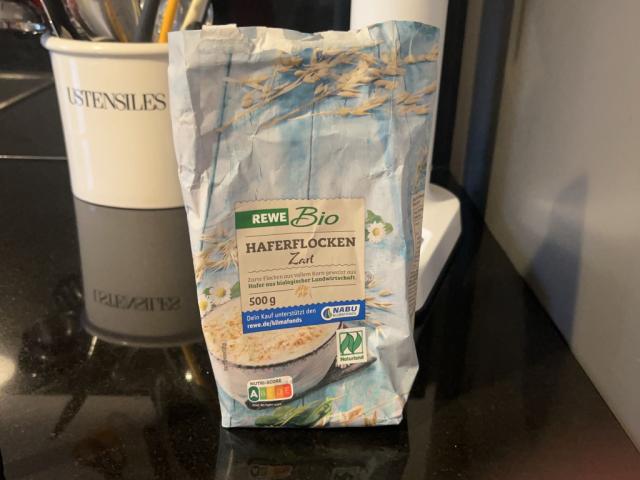 USTENSILES
REWE Bio
HAFERFLOCKEN
Zart
Zarte Flocken aus vollem Korn gewalzt aus
Hafer aus biologischer Landwirtschaft.
500 g
Dein Kauf unterstützt den
rewe.de/klimafonds
NABU
Naturland
NUTRI-SCORE
A B C D E